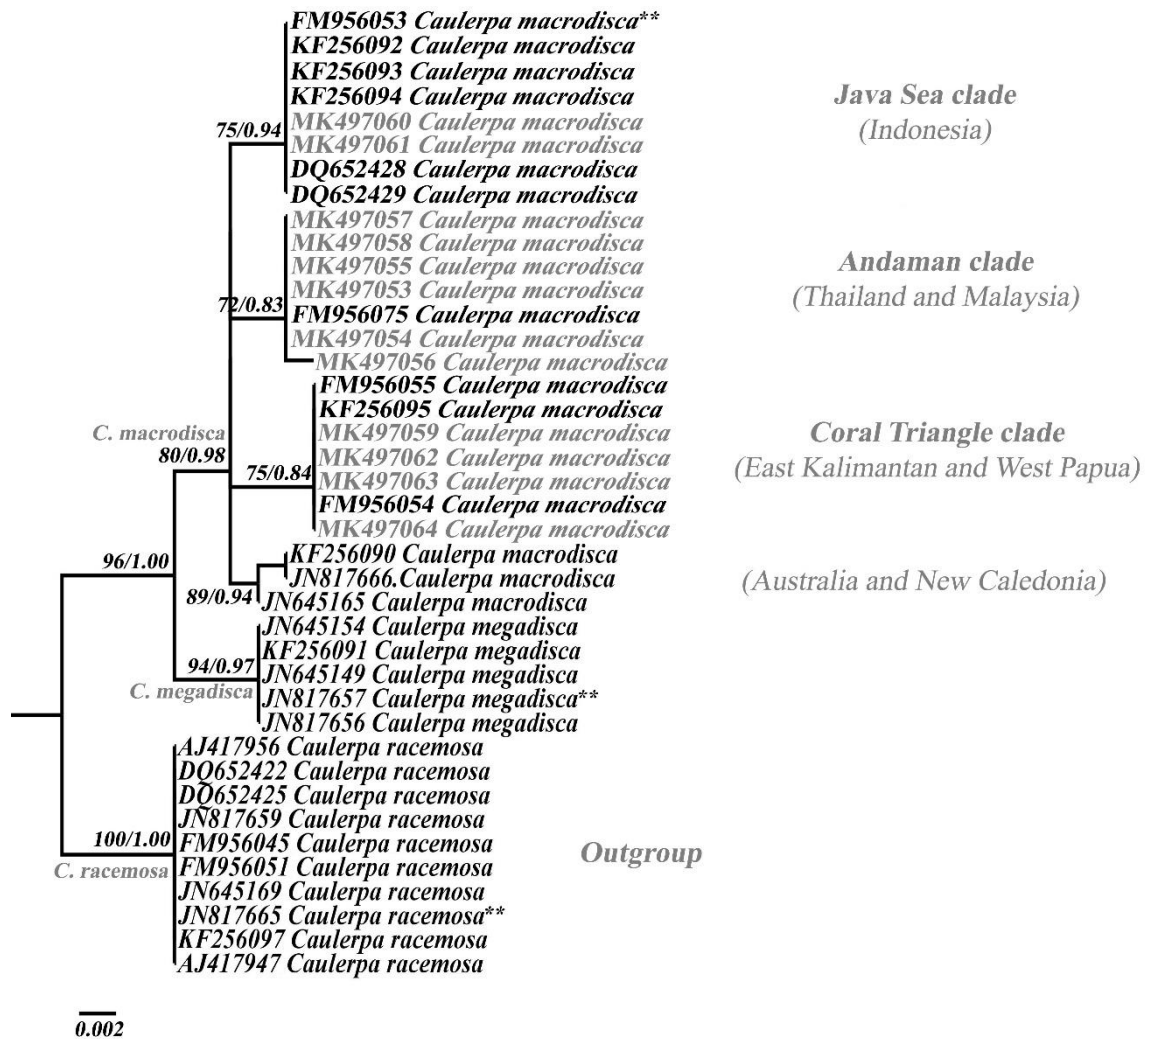 FM956053 Caulerpa macrodisca**
KF256092 Caulerpa macrodisca
KF256093 Caulerpa macrodisca
KF256094 Caulerpa macrodisca
MK497060 Caulerpa macrodisca
MK497061 Caulerpa macrodisca
DQ652428 Caulerpa macrodisca
DQ652429 Caulerpa macrodisca
75/0.94
Java Sea clade
(Indonesia)
MK497057 Caulerpa macrodisca
MK497058 Caulerpa macrodisca
MK497055 Caulerpa macrodisca
MK497053 Caulerpa macrodisca
FM956075 Caulerpa macrodisca
MK497054 Caulerpa macrodisca
MK497056 Caulerpa macrodisca
72/0.83
Andaman clade
(Thailand and Malaysia)
FM956055 Caulerpa macrodisca
KF256095 Caulerpa macrodisca
MK497059 Caulerpa macrodisca
MK497062 Caulerpa macrodisca
MK497063 Caulerpa macrodisca
FM956054 Caulerpa macrodisca
MK497064 Caulerpa macrodisca
C. macrodisca
80/0.98
75/0.84
Coral Triangle clade
(East Kalimantan and West Papua)
KF256090 Caulerpa macrodisca
JN817666.Caulerpa macrodisca
JN645165 Caulerpa macrodisca
96/1.00
89/0.94
(Australia and New Caledonia)
JN645154 Caulerpa megadisca
KF256091 Caulerpa megadisca
JN645149 Caulerpa megadisca
JN817657 Caulerpa megadisca**
JN817656 Caulerpa megadisca
94/0.97
C. megadisca
AJ417956 Caulerpa racemosa
DQ652422 Caulerpa racemosa
DQ652425 Caulerpa racemosa
JN817659 Caulerpa racemosa
FM956045 Caulerpa racemosa
FM956051 Caulerpa racemosa
JN645169 Caulerpa racemosa
JN817665 Caulerpa racemosa**
KF256097 Caulerpa racemosa
AJ417947 Caulerpa racemosa
100/1.00
C. racemosa
Outgroup
0.002